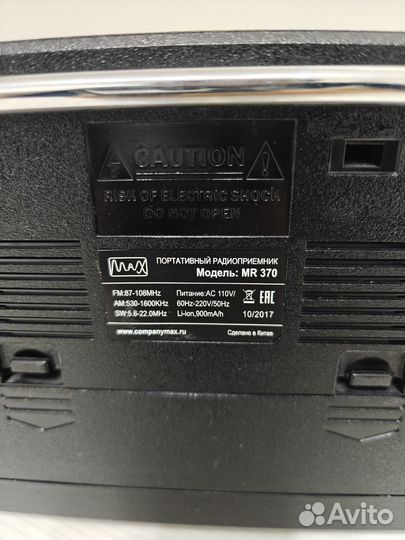 CAUTION
RISK OF ELECTRIC SHOCK
DO NOT OPEN
MAX
ПОРТАТИВНЫЙ РАДИОПРИЕМНИК
Модель: MR 370
FM:87-108MHz Питание:AC 110V/
AM:530-1600KHz 60Hz-220V/50Hz EAC
SW:5.6-22.0MHz Li-ion,900mA/h 10/2017
www.companymax.ru Сделано в Китае
Avito